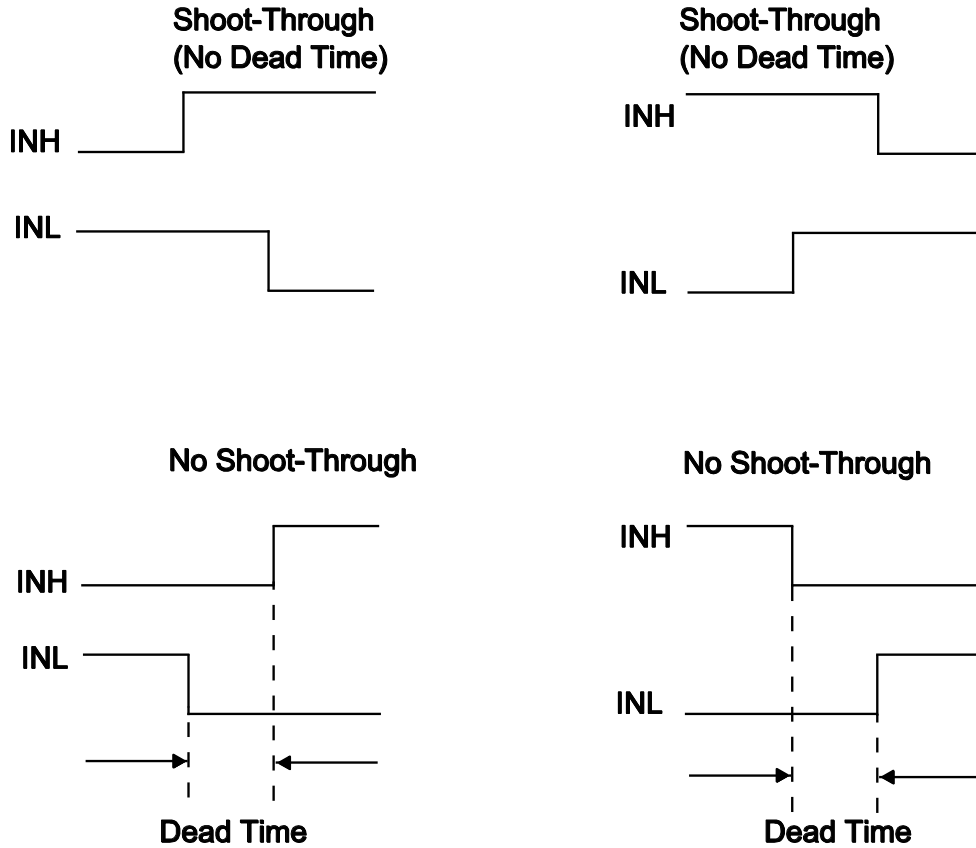 Shoot-Through
(No Dead Time)
INH
INL
Shoot-Through
(No Dead Time)
INH
INL
No Shoot-Through
INH
INL
Dead Time
No Shoot-Through
INH
INL
Dead Time